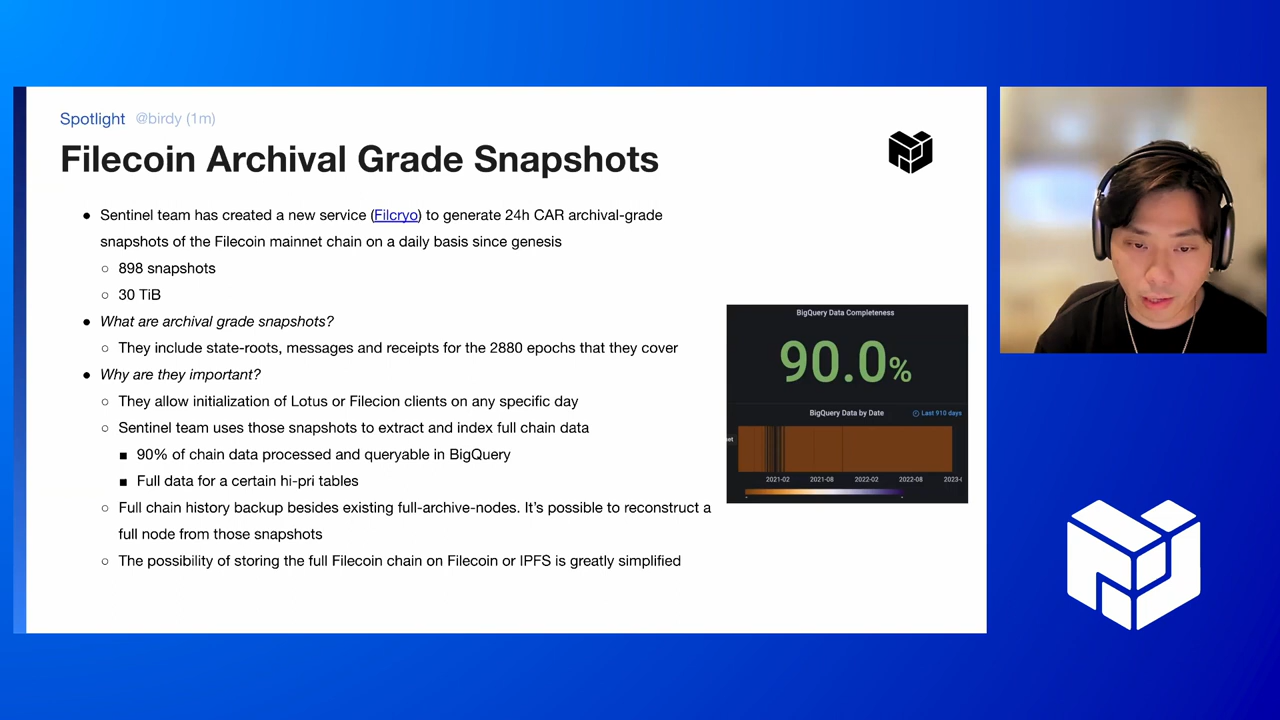 Spotlight @birdy (1m)
Filecoin Archival Grade Snapshots
● Sentinel team has created a new service (Filcryo) to generate 24h CAR archival-grade
snapshots of the Filecoin mainnet chain on a daily basis since genesis
○ 898 snapshots
○ 30 TiB
● What are archival grade snapshots?
○ They include state-roots, messages and receipts for the 2880 epochs that they cover
● Why are they important?
○ They allow initialization of Lotus or Filecion clients on any specific day
○ Sentinel team uses those snapshots to extract and index full chain data
■ 90% of chain data processed and queryable in BigQuery
■ Full data for a certain hi-pri tables
○ Full chain history backup besides existing full-archive-nodes. It's possible to reconstruct a
full node from those snapshots
○ The possibility of storing the full Filecoin chain on Filecoin or IPFS is greatly simplified
BigQuery Data Completeness
90.0%
BigQuery Data by Date Last 910 days
et
2021-02 2021-08 2022-02 2022-08 2023-